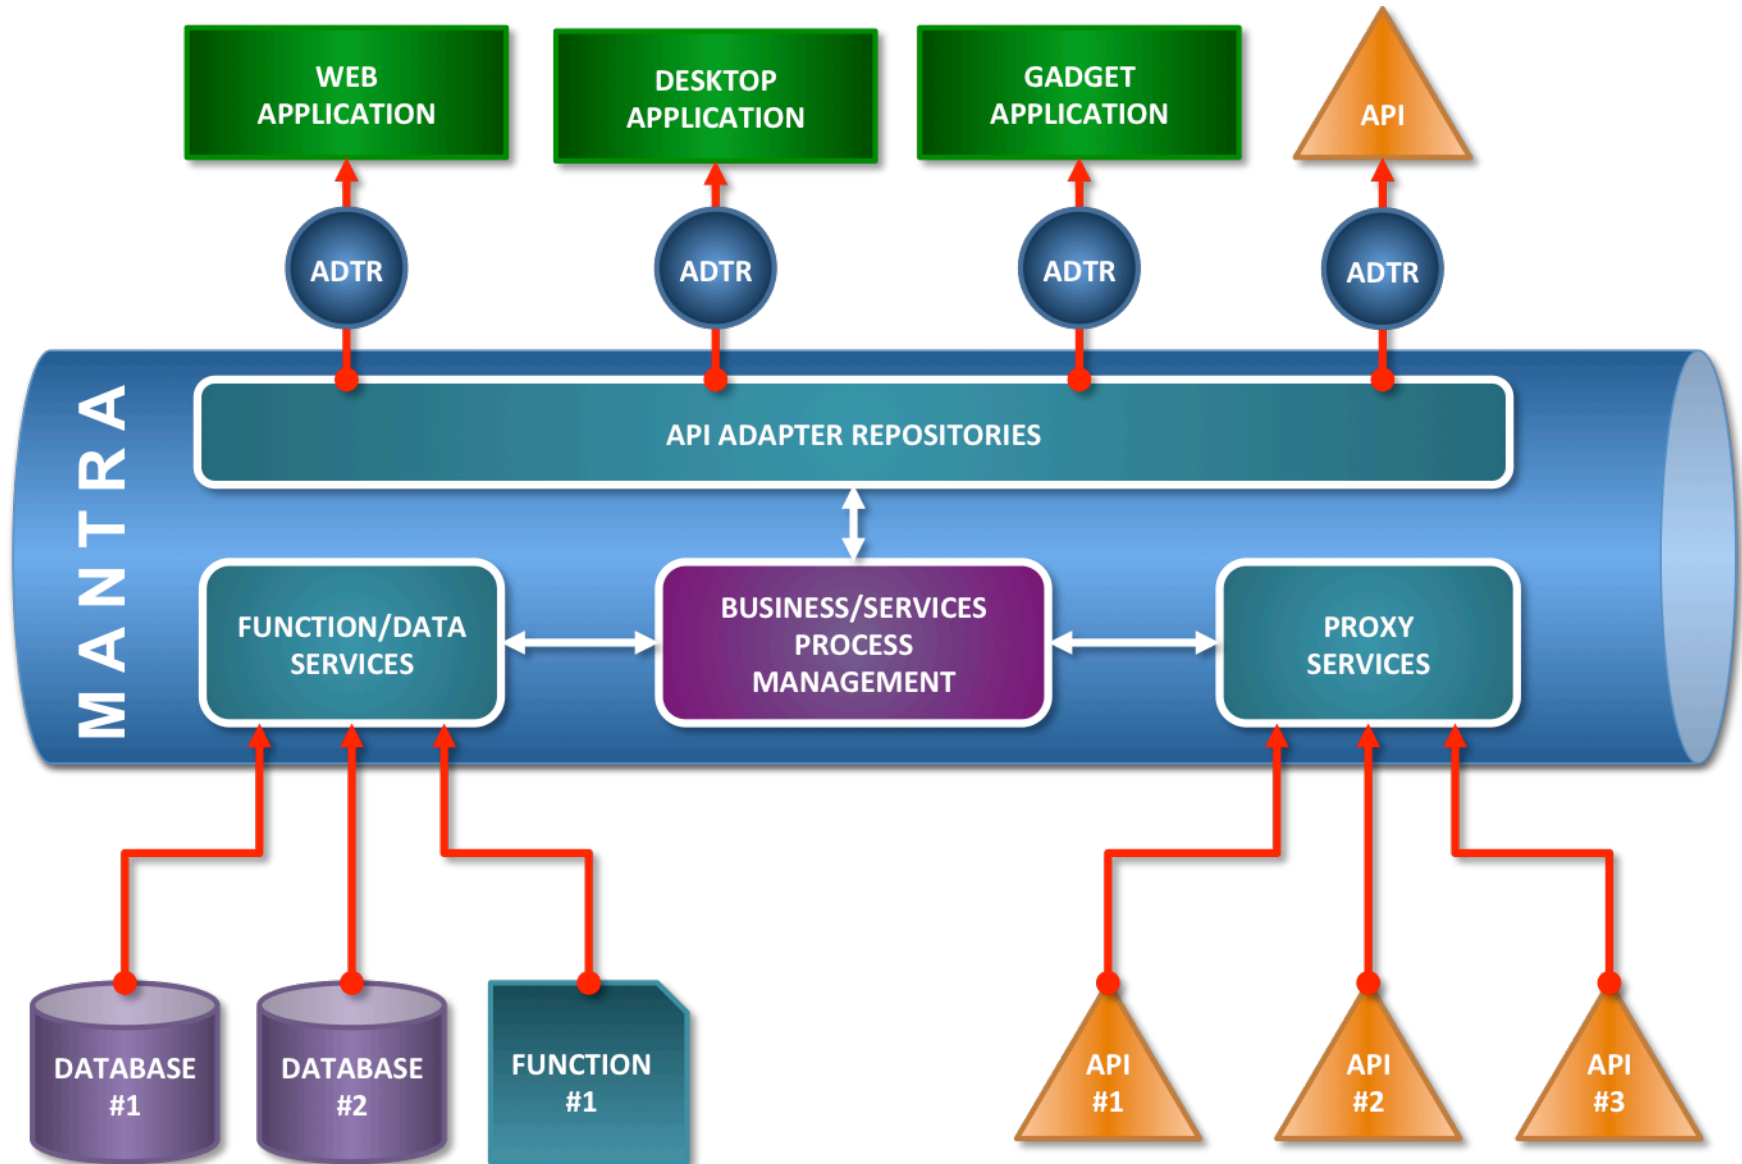 WEB
APPLICATION
DESKTOP
APPLICATION
GADGET
APPLICATION
API
ADTR
ADTR
ADTR
ADTR
MANTRA
API ADAPTER REPOSITORIES
FUNCTION/DATA
SERVICES
BUSINESS/SERVICES
PROCESS
MANAGEMENT
PROXY
SERVICES
DATABASE
#1
DATABASE
#2
FUNCTION
#1
API
#1
API
#2
API
#3